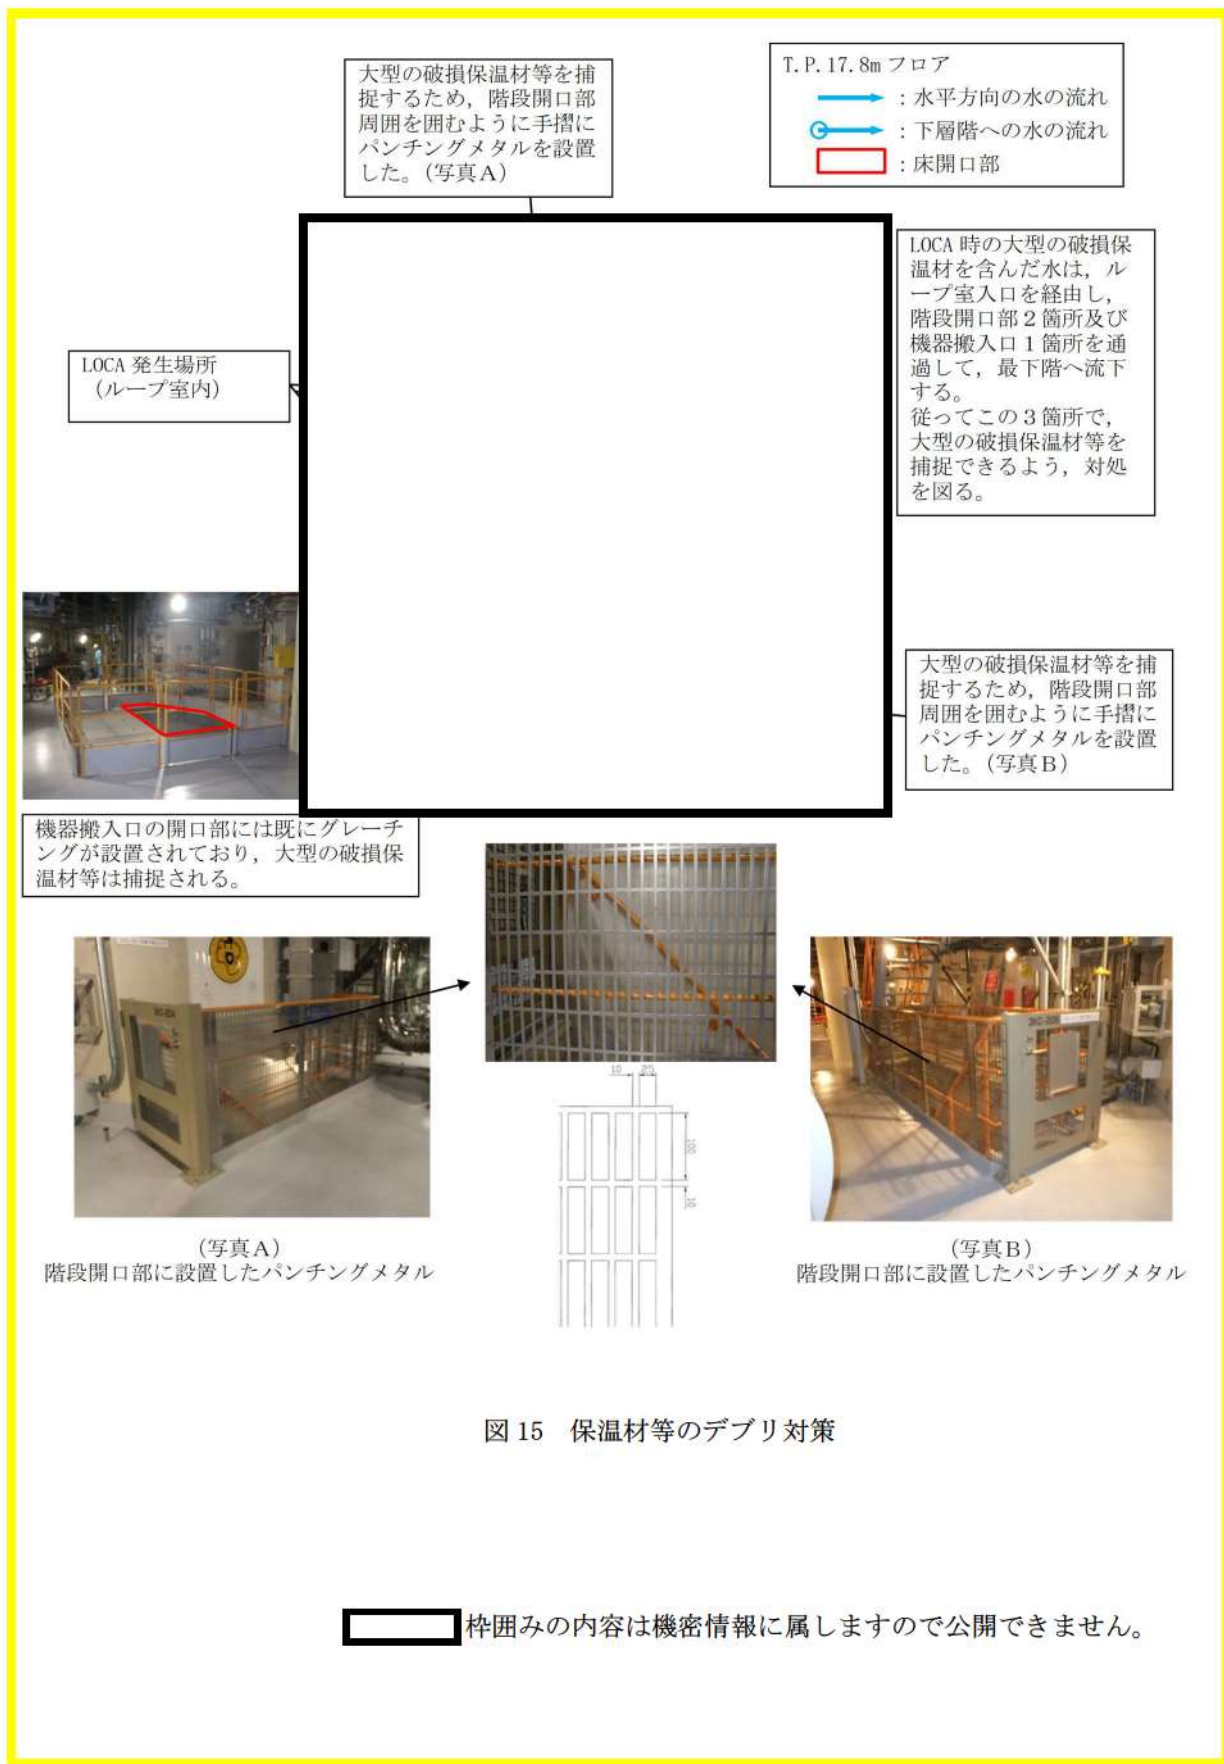 大型の破損保温材等を捕
捉するため，階段開口部
周囲を囲むように手摺に
パンチングメタルを設置
した。（写真Ａ）
T.P.17.8m フロア
：水平方向の水の流れ
：下層階への水の流れ
：床開口部
LOCA 時の大型の破損保
温材を含んだ水は，ル
ープ室入口を経由し，
階段開口部２箇所及び
機器搬入口１箇所を通
過して，最下階へ流下
する。
従ってこの３箇所で，
大型の破損保温材等を
捕捉できるよう，対処
を図る。
LOCA 発生場所
（ループ室内）
大型の破損保温材等を捕
捉するため，階段開口部
周囲を囲むように手摺に
パンチングメタルを設置
した。（写真Ｂ）
機器搬入口の開口部には既にグレーチ
ングが設置されており，大型の破損保
温材等は捕捉される。
10 25
100
10
（写真Ａ）
階段開口部に設置したパンチングメタル
（写真Ｂ）
階段開口部に設置したパンチングメタル
図 15　保温材等のデブリ対策
枠囲みの内容は機密情報に属しますので公開できません。